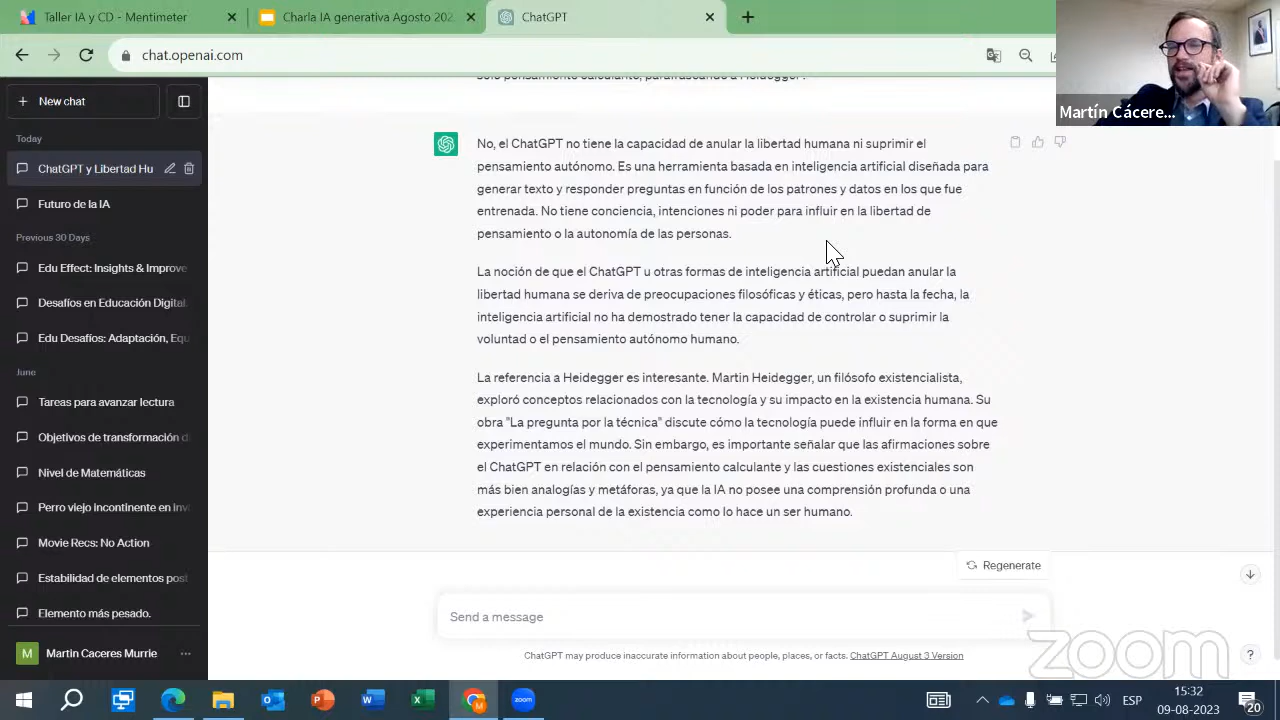 Calend
Charla IA generativa Agosto 202
ChatGPT y Libertad Humana
chat.openai.com
Martín Cácere...
New chat
ChatGPT y Libertad Hu
Futuro de la IA
Previous 30 Days
Edu Effect: Insights & Improve
Desafíos en Educación Digital
Edu Desafíos: Adaptación, Equ
June
Tareas para avanzar lectura
Objetivos de transformación d
Nivel de Matemáticas
Perro viejo incontinente en inv
Movie Recs: No Action
Estabilidad de elementos post
Elemento más pesado.
M
Martin Caceres Murrie
solo pensamiento calculante, parafraseando a Heidegger?
No, el ChatGPT no tiene la capacidad de anular la libertad humana ni suprimir el
pensamiento autónomo. Es una herramienta basada en inteligencia artificial diseñada para
generar texto y responder preguntas en función de los patrones y datos en los que fue
entrenada. No tiene conciencia, intenciones ni poder para influir en la libertad de
pensamiento o la autonomía de las personas.
La noción de que el ChatGPT u otras formas de inteligencia artificial puedan anular la
libertad humana se deriva de preocupaciones filosóficas y éticas, pero hasta la fecha, la
inteligencia artificial no ha demostrado tener la capacidad de controlar o suprimir la
voluntad o el pensamiento autónomo humano.
La referencia a Heidegger es interesante. Martin Heidegger, un filósofo existencialista,
exploró conceptos relacionados con la tecnología y su impacto en la existencia humana. Su
obra "La pregunta por la técnica" discute cómo la tecnología puede influir en la forma en que
experimentamos el mundo. Sin embargo, es importante señalar que las afirmaciones sobre
el ChatGPT en relación con el pensamiento calculante y las cuestiones existenciales son
más bien analogías y metáforas, ya que la IA no posee una comprensión profunda o una
experiencia personal de la existencia como lo hace un ser humano.
Regenerate
Send a message
ChatGPT may produce inaccurate information about people, places, or facts. ChatGPT August 3 Version
?
zoom
zoom
ESP
15:32
09-08-2023
20